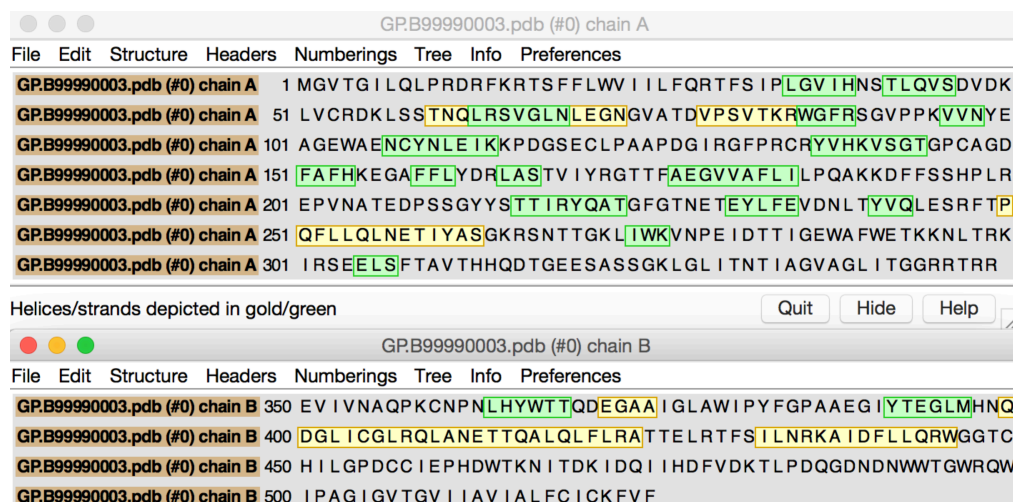 GP.B99990003.pdb (#0) chain A
File Edit Structure Headers Numberings Tree Info Preferences
GP.B99990003.pdb (#0) chain A 1 MGVTGILQLPRDRFKRTSFFLWVIILFQRTFSIPLGVIHNSTLQVSDVDK
GP.B99990003.pdb (#0) chain A 51 LVCRDKLSSTNQLRSVGLNLEGNGVATDVPSVTKRWGFRSGVPPKVVNYE
GP.B99990003.pdb (#0) chain A 101 AGEWAENCYNLEIKKPDGSECLPAAPDGIRGFPRCRYVHKVSGTGPCAGD
GP.B99990003.pdb (#0) chain A 151 FAFHKEGAFFLYDRLASTVIYRGTTFAEGVVAFLILPQAKKDFFSSHPLR
GP.B99990003.pdb (#0) chain A 201 EPVNATEDPSSGYYSTTIRYQATGFGTNETEYLFEVDNLTYVQLESRFTP
GP.B99990003.pdb (#0) chain A 251 QFLLQLNETIYASGKRSNTTGKLIWKVNPEIDTTIGEWAFWETKKNLTRK
GP.B99990003.pdb (#0) chain A 301 IRSEELSFTAVTHHQDTGEESASSGKLGLITNTIAGVAGLITGGRRTRR
Helices/strands depicted in gold/green Quit Hide Help
GP.B99990003.pdb (#0) chain B
File Edit Structure Headers Numberings Tree Info Preferences
GP.B99990003.pdb (#0) chain B 350 EVIVNAQPKCNPNLHYWTTQDEGAAIGLAWIPYFGPAAEGIYTEGLMHNQ
GP.B99990003.pdb (#0) chain B 400 DGLICGLRQLANETTQALQLFLRATTELRTFSILNRKAIDFLLQRWGGTC
GP.B99990003.pdb (#0) chain B 450 HILGPDCCIEPHDWTKNITDKIDQIIHDFVDKTLPDQGDNDNWWTGWRQW
GP.B99990003.pdb (#0) chain B 500 IPAGIGVTGVIIAVIALFCICKFVF